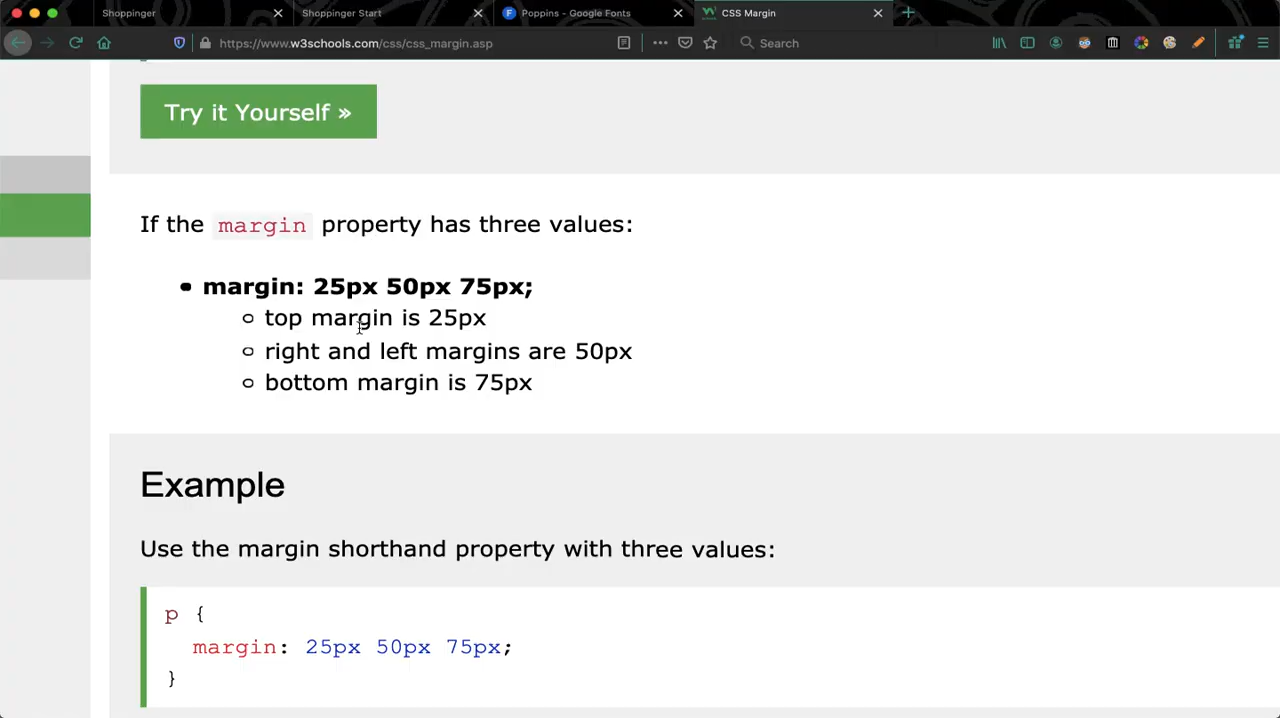 Shoppinger
Shoppinger Start
Poppins - Google Fonts
CSS Margin
https://www.w3schools.com/css/css_margin.asp
Search
Try it Yourself »
If the margin property has three values:
margin: 25px 50px 75px;
top margin is 25px
right and left margins are 50px
bottom margin is 75px
Example
Use the margin shorthand property with three values:
p {
margin: 25px 50px 75px;
}